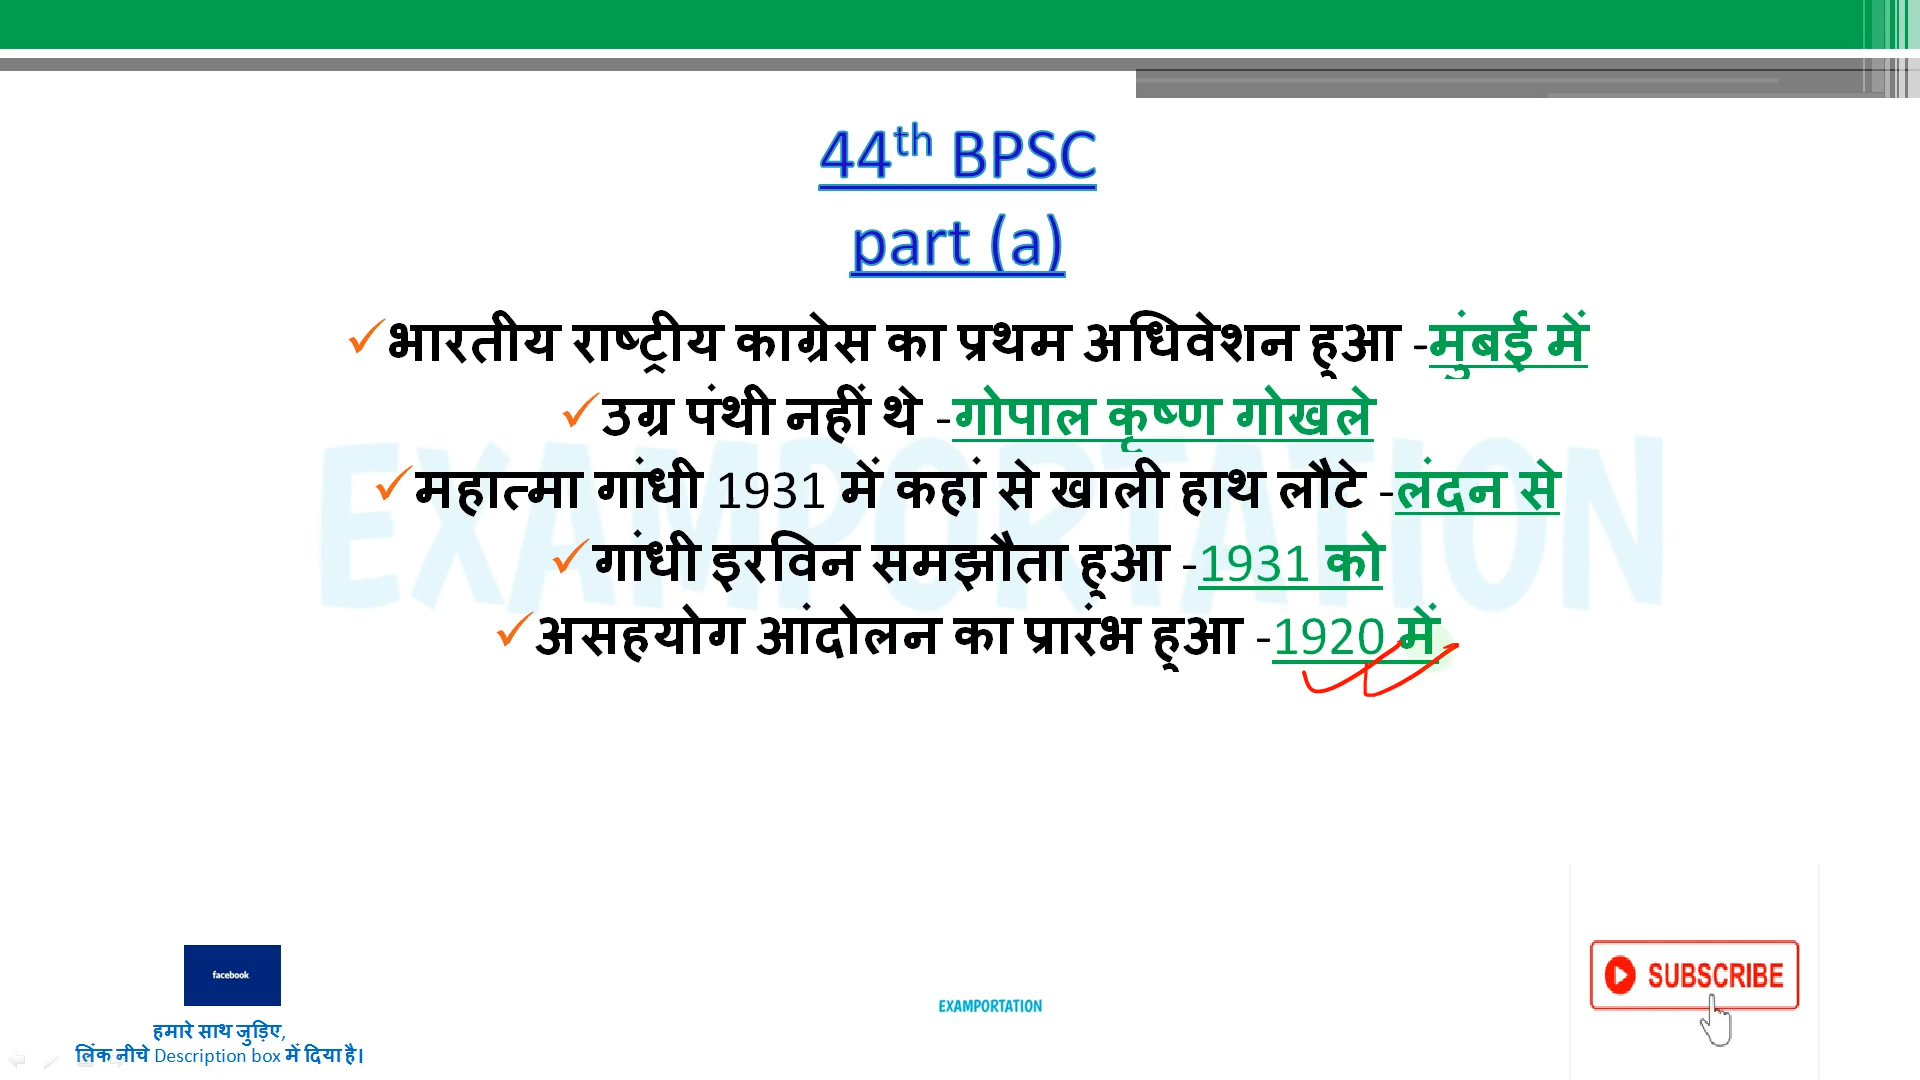 44th BPSC
part (a)
भारतीय राष्ट्रीय काग्रेस का प्रथम अधिवेशन हुआ -मुंबई में
उग्र पंथी नहीं थे -गोपाल कृष्ण गोखले
महात्मा गांधी 1931 में कहां से खाली हाथ लौटे -लंदन से
गांधी इरविन समझौता हुआ -1931 को
असहयोग आंदोलन का प्रारंभ हुआ -1920 में
EXAMPORTATION
facebook
हमारे साथ जुड़िए,
लिंक नीचे Description box में दिया है।
EXAMPORTATION
SUBSCRIBE